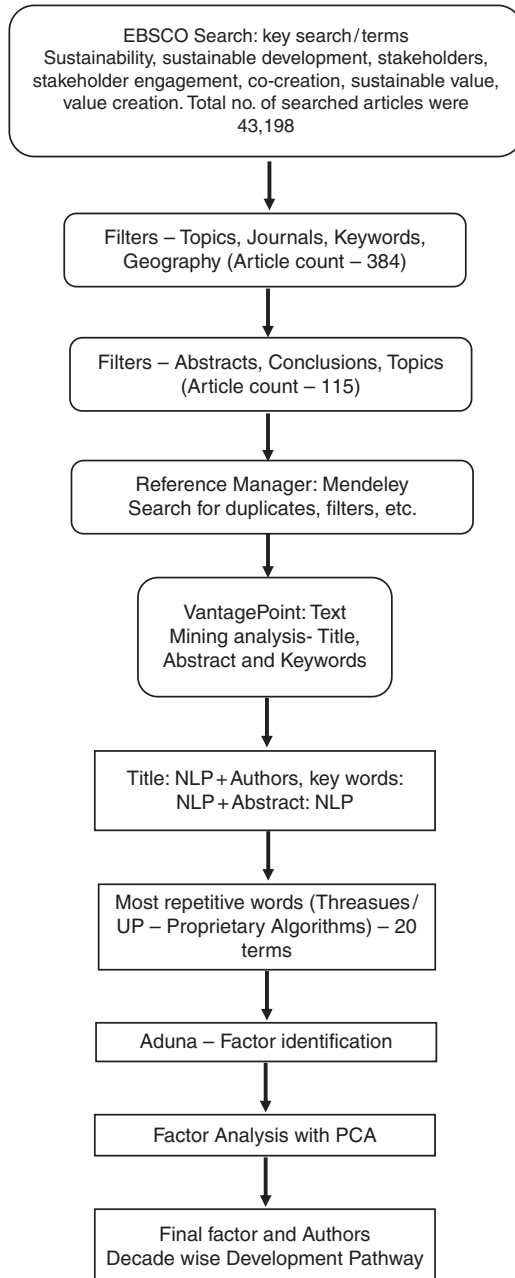 EBSCO Search: key search/terms
Sustainability, sustainable development, stakeholders,
stakeholder engagement, co-creation, sustainable value,
value creation. Total no. of searched articles were
43,198
Filters – Topics, Journals, Keywords,
Geography (Article count – 384)
Filters – Abstracts, Conclusions, Topics
(Article count – 115)
Reference Manager: Mendeley
Search for duplicates, filters, etc.
VantagePoint: Text
Mining analysis- Title,
Abstract and Keywords
Title: NLP+Authors, key words:
NLP+Abstract: NLP
Most repetitive words (Threasues/
UP – Proprietary Algorithms) – 20
terms
Aduna – Factor identification
Factor Analysis with PCA
Final factor and Authors
Decade wise Development Pathway